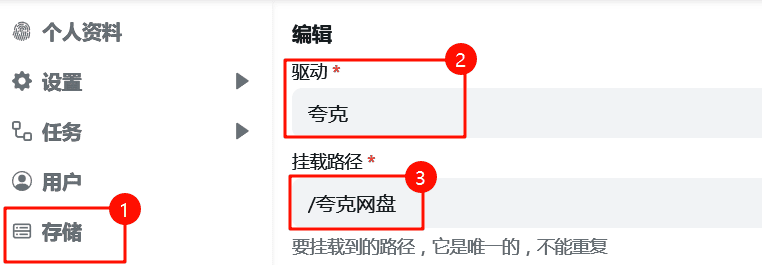 个人资料
设置
任务
用户
存储
1
编辑
驱动 *
2
夸克
挂载路径 *
3
/夸克网盘
要挂载到的路径，它是唯一的，不能重复